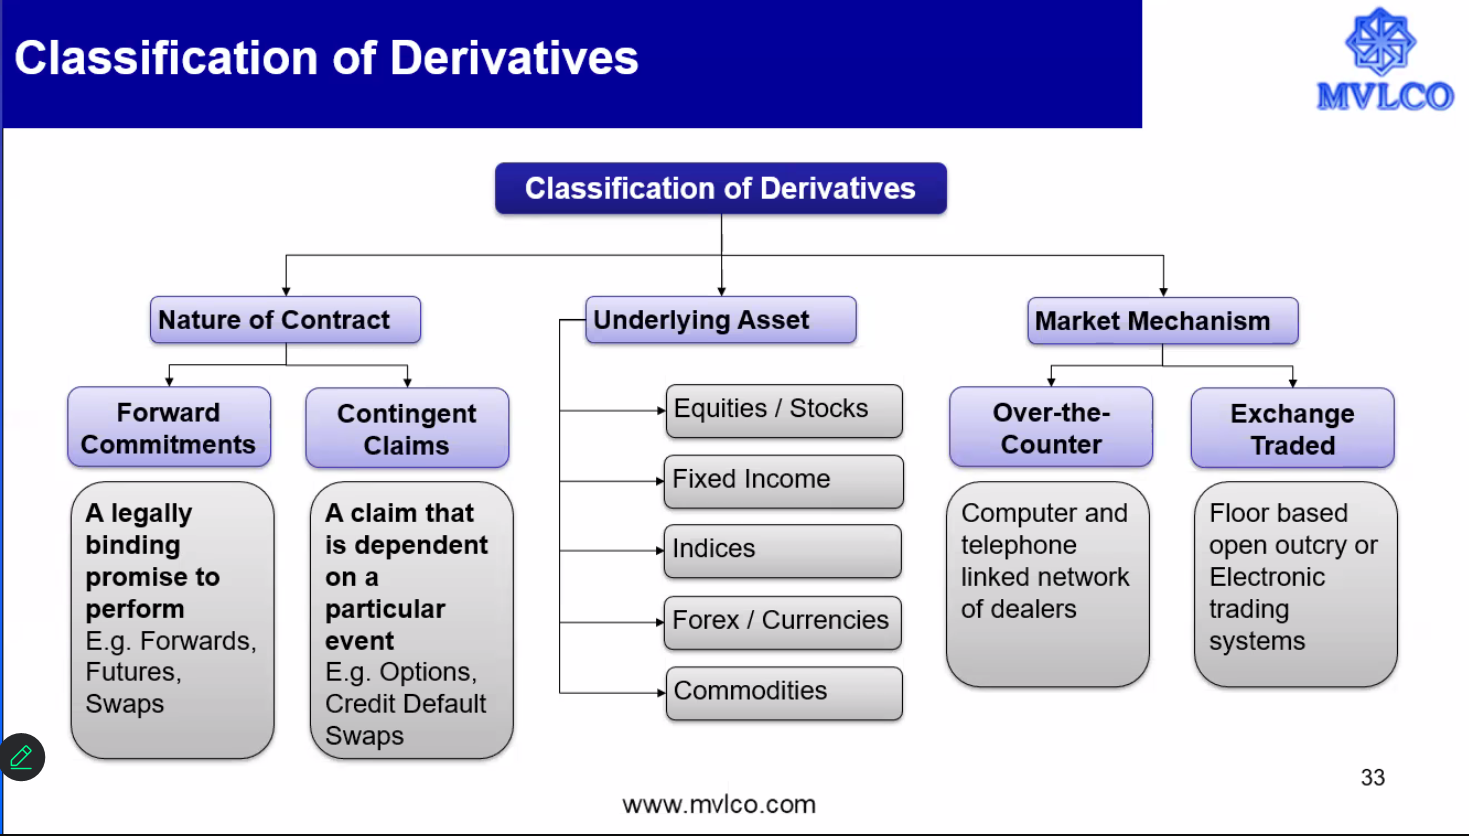 Classification of Derivatives
MVLCO
Classification of Derivatives
Nature of Contract
Underlying Asset
Market Mechanism
Forward
Commitments
Contingent
Claims
A legally
binding
promise to
perform
E.g. Forwards,
Futures,
Swaps
A claim that
is dependent
on a
particular
event
E.g. Options,
Credit Default
Swaps
Equities / Stocks
Fixed Income
Indices
Forex / Currencies
Commodities
Over-the-
Counter
Exchange
Traded
Computer and
telephone
linked network
of dealers
Floor based
open outcry or
Electronic
trading
systems
33
www.mvlco.com